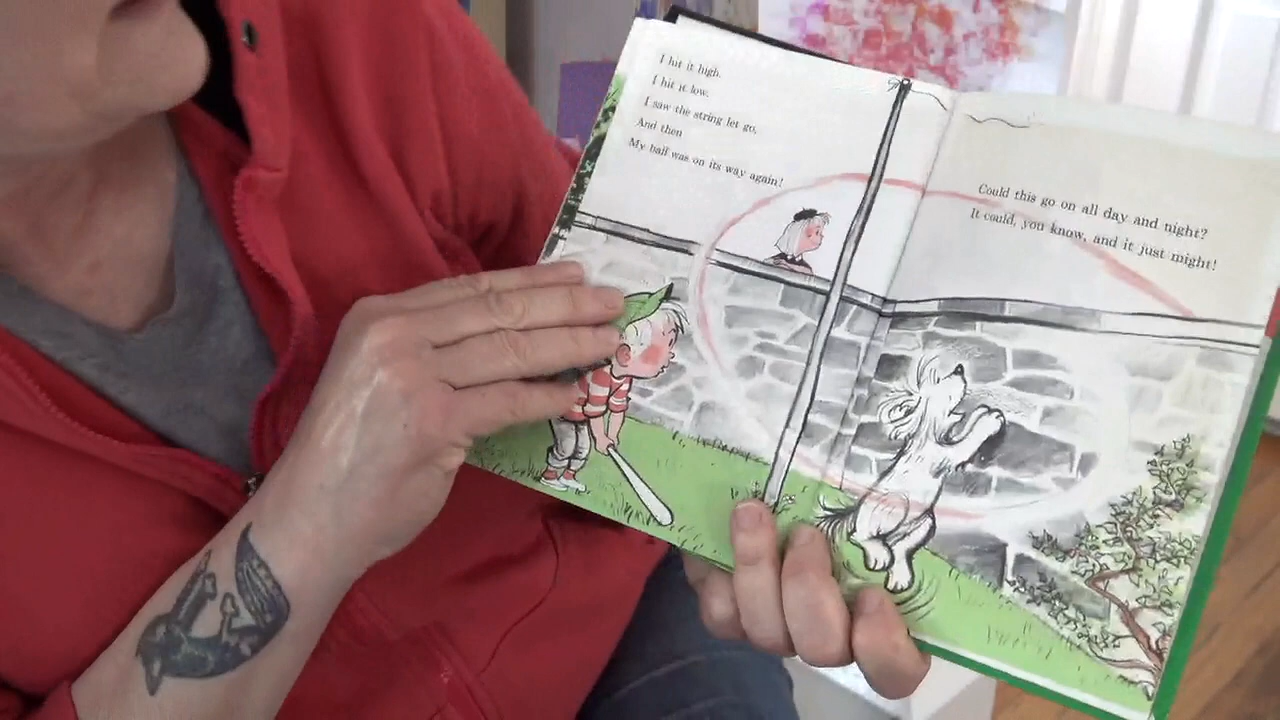 I hit it high.
I hit it low.
I saw the string let go.
And then
My ball was on its way again!
Could this go on all day and night?
It could, you know, and it just might!